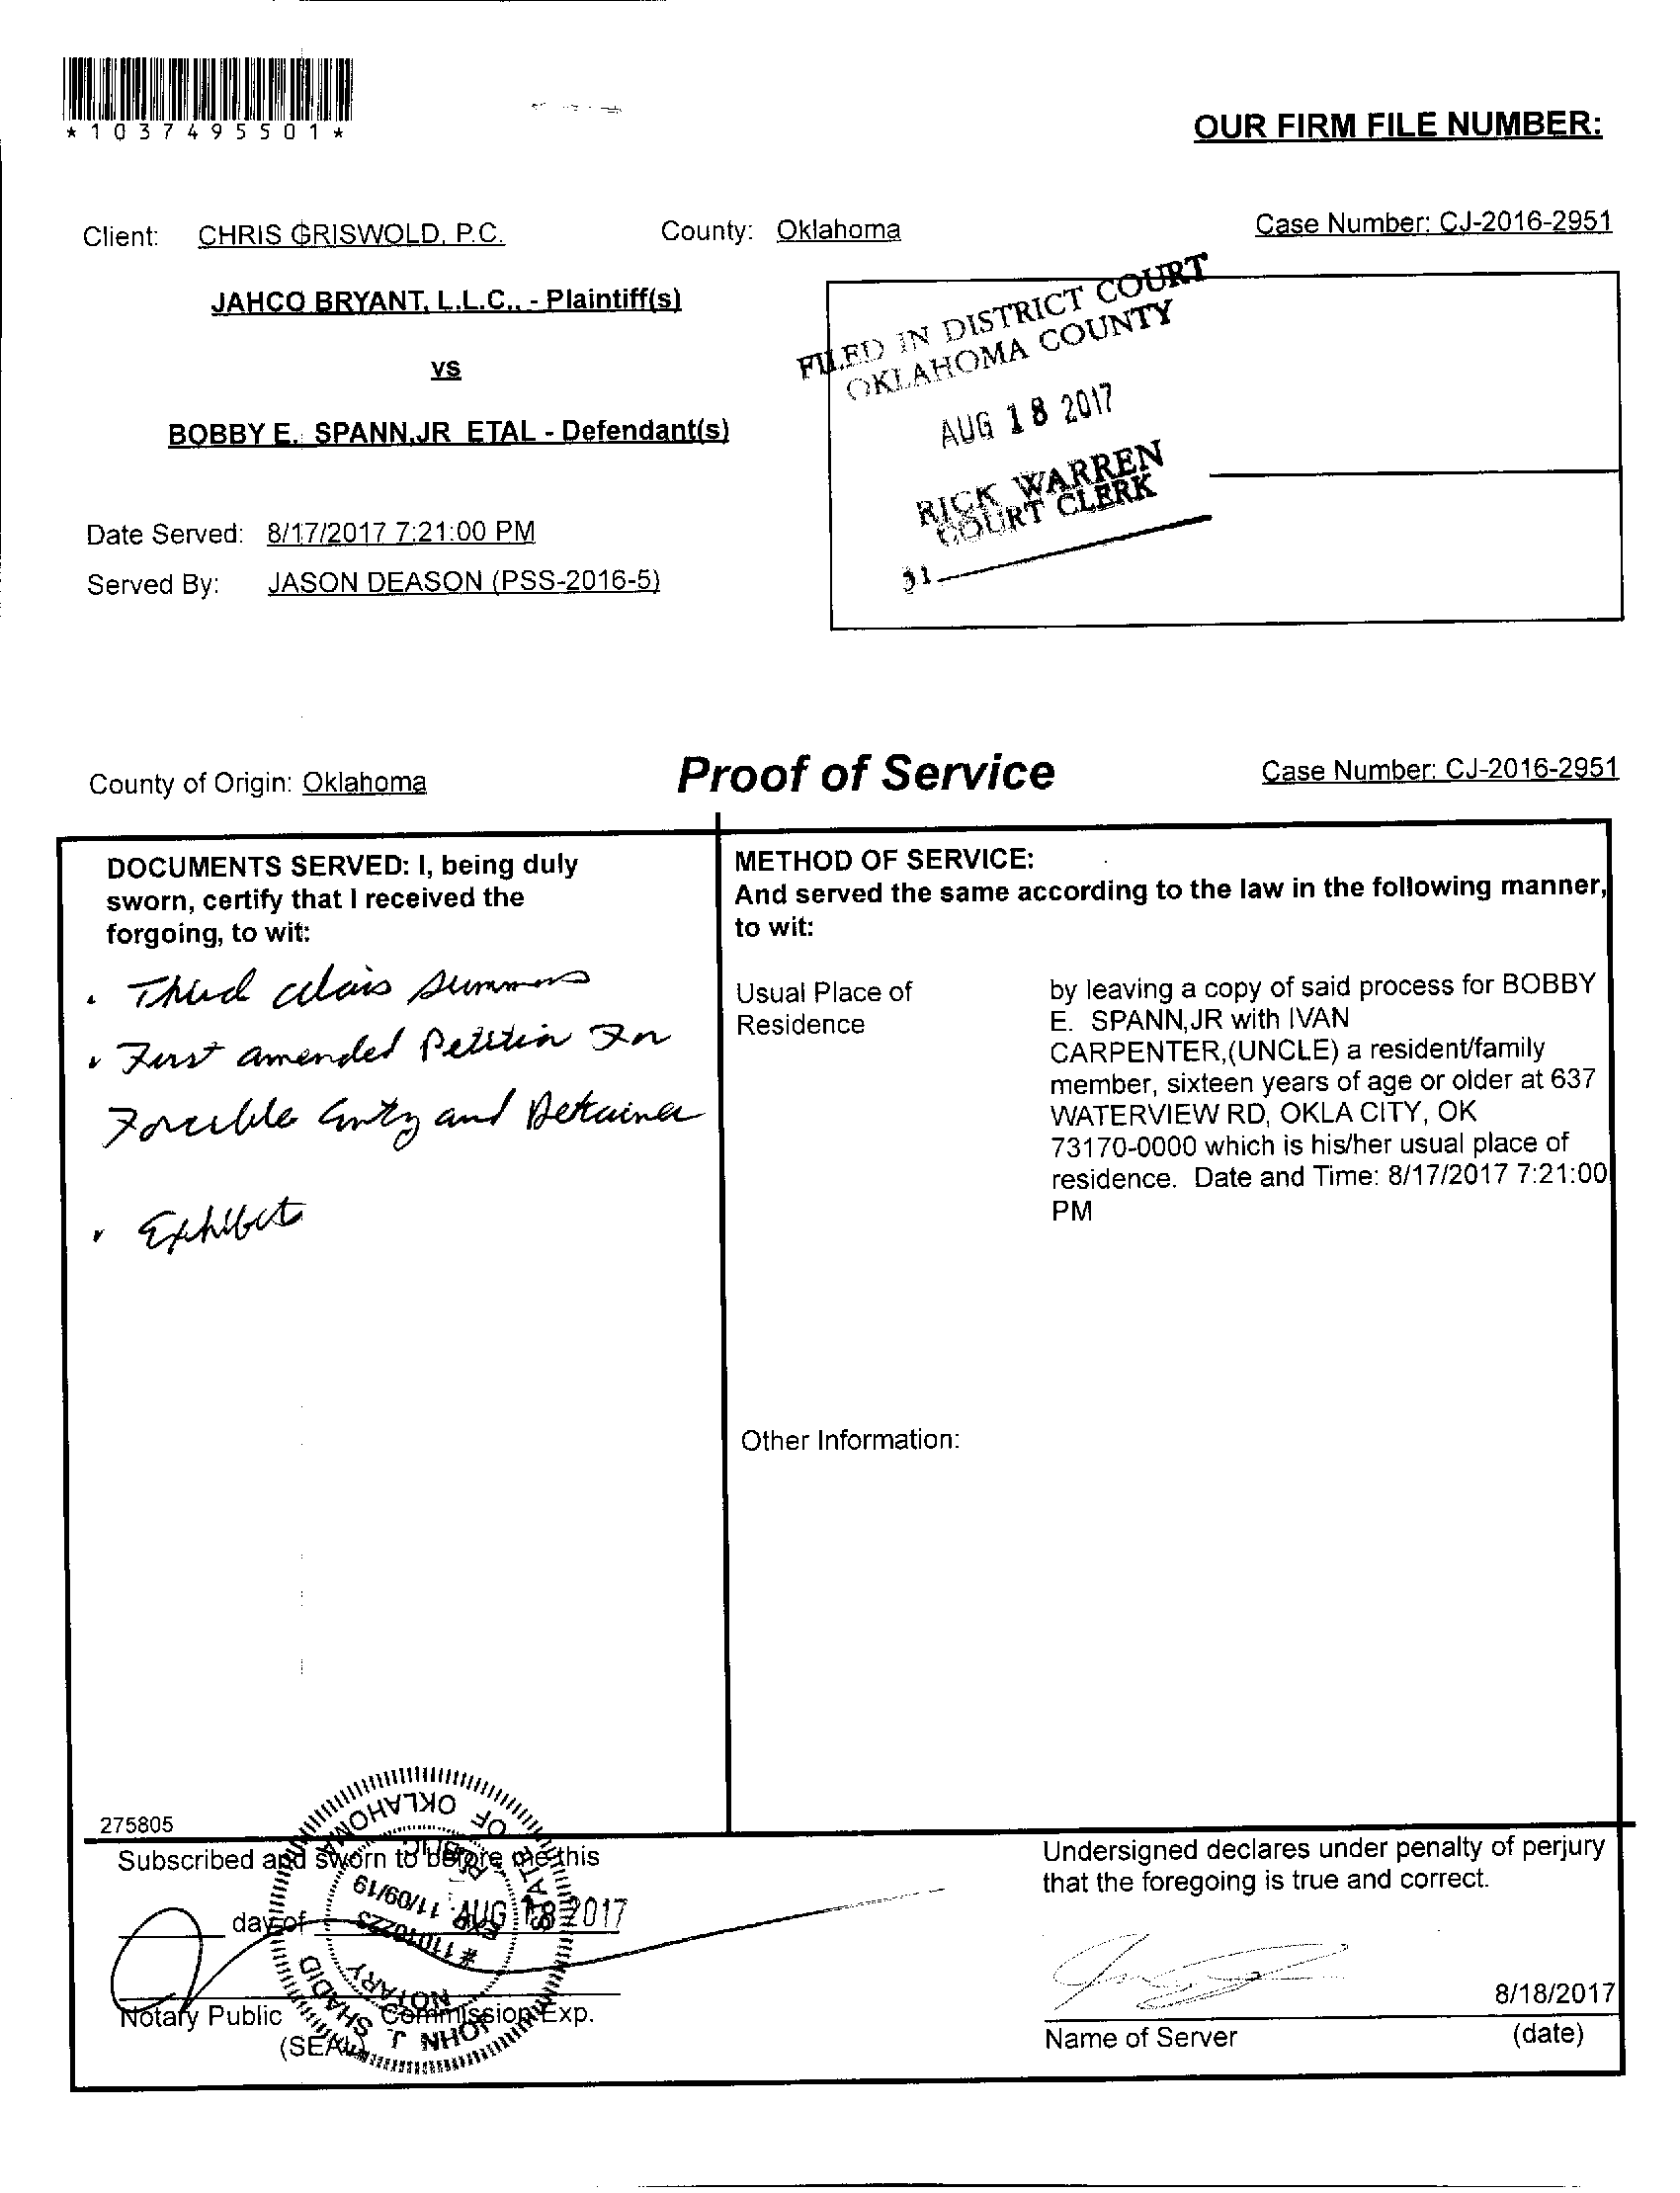 *1037495501*
OUR FIRM FILE NUMBER:
Client: CHRIS GRISWOLD, P.C. County: Oklahoma Case Number: CJ-2016-2951
JAHCO BRYANT, L.L.C., - Plaintiff(s)
vs
BOBBY E. SPANN,JR ETAL - Defendant(s)
FILED IN DISTRICT COURT
OKLAHOMA COUNTY
AUG 18 2017
RICK WARREN
COURT CLERK
31
Date Served: 8/17/2017 7:21:00 PM
Served By: JASON DEASON (PSS-2016-5)
County of Origin: Oklahoma Proof of Service Case Number: CJ-2016-2951
DOCUMENTS SERVED: I, being duly
sworn, certify that I received the
forgoing, to wit:
Third alais summons
First amended Petition For
Forcible Entry and Detainer
Exhibits
METHOD OF SERVICE:
And served the same according to the law in the following manner,
to wit:
Usual Place of
Residence
by leaving a copy of said process for BOBBY
E. SPANN,JR with IVAN
CARPENTER,(UNCLE) a resident/family
member, sixteen years of age or older at 637
WATERVIEW RD, OKLA CITY, OK
73170-0000 which is his/her usual place of
residence. Date and Time: 8/17/2017 7:21:00
PM
Other Information:
275805
Subscribed and sworn to before me this
day of AUG 18 2017
Notary Public Commission Exp.
(SEAL)
JOHN J. SHADID
NOTARY PUBLIC
STATE OF OKLAHOMA
# 11010223
EXP. 11/09/19
Undersigned declares under penalty of perjury
that the foregoing is true and correct.
8/18/2017
Name of Server (date)